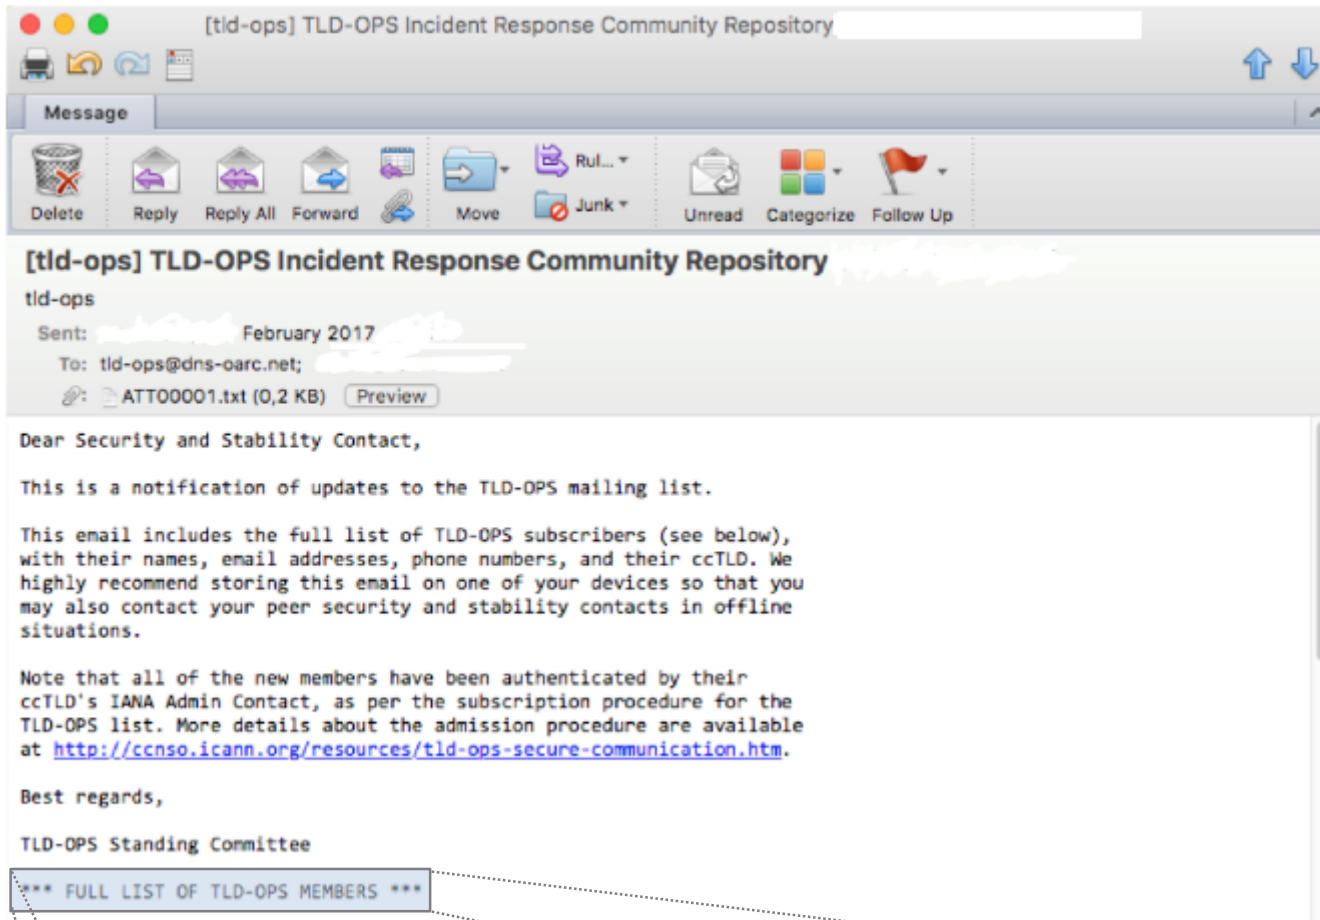 [tld-ops] TLD-OPS Incident Response Community Repository
Message
Delete
Reply
Reply All
Forward
Move
Rul...
Junk
Unread
Categorize
Follow Up
[tld-ops] TLD-OPS Incident Response Community Repository
tld-ops
Sent: February 2017
To: tld-ops@dns-oarc.net;
ATT00001.txt (0,2 KB) Preview
Dear Security and Stability Contact,
This is a notification of updates to the TLD-OPS mailing list.
This email includes the full list of TLD-OPS subscribers (see below),
with their names, email addresses, phone numbers, and their ccTLD. We
highly recommend storing this email on one of your devices so that you
may also contact your peer security and stability contacts in offline
situations.
Note that all of the new members have been authenticated by their
ccTLD's IANA Admin Contact, as per the subscription procedure for the
TLD-OPS list. More details about the admission procedure are available
at http://ccnso.icann.org/resources/tld-ops-secure-communication.htm.
Best regards,
TLD-OPS Standing Committee
*** FULL LIST OF TLD-OPS MEMBERS ***